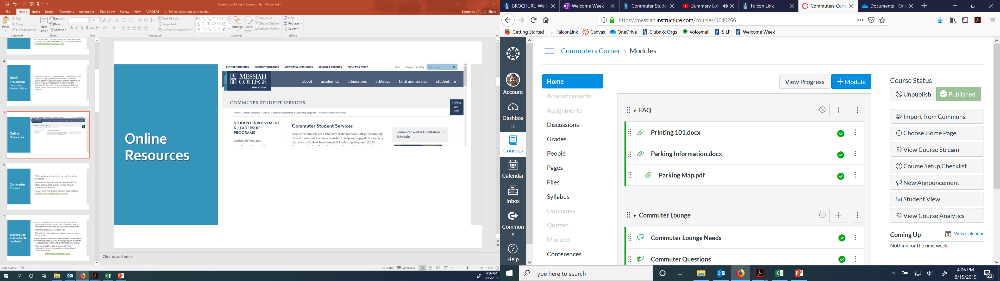 Commuter Living In Community - PowerPoint
File Home Insert Design Transitions Animations Slide Show Review View ACROBAT Tell me what you want to do... Edmunds, JP Share
Paste Cut Copy Format Painter
New Slide Layout Reset Section
18
Text Direction Align Text Convert to SmartArt
Arrange Quick Styles Shape Fill Shape Outline Shape Effects
Find Replace Select
Clipboard Slides Font Paragraph Drawing Editing
You can also direct general commuter-related questions,
concerns or suggestions via e-mail to Commuter Services
at commuterservices@messiah.edu.
4
Madi
Trautman
Commuter
Student Liaison
Commuter Services offers a special Commuter Student
Liaison to help represent and address commuter
needs, communicate relevant and timely information,
and provide specific programming designed to
enhance the overall commuter experience. Cate is a
fellow commuter student and is in her second year at
Messiah.
5
Online
Resources
6
Commuter
Council
SGA dedicates funds directly to Commuter
Students
We are looking for creative people with fun
ideas to help plan events for specifically
Commuter Students
To get involved, please contact Cate Cutting
commuterservices@messiah.edu
7
Ways to Get
Connected &
Involved
As a commuter student, it sometimes takes a little
more work to make connections. The easiest way to
meet other students is to get involved in campus life.
Attend Orientation Group activities.
Student-run clubs and organizations have something
for everyone!
Come to the Student Club, Involvement & Service Fair
on Thursday, Sept. 5, 2017 from 5:30-8 p.m. at Larsen
Student Union to get all the information you need.
Also, check out Rec Sports where you'll find
information about intramurals and other related
physical activities:
www.messiah.edu/recsports
Online
Resources
FUTURE STUDENTS CURRENT STUDENTS VISITORS & NEIGHBORS ALUMNI & PARENTS FACULTY & STAFF Give Campus Directory Site Search
MESSIAH
COLLEGE
see anew
about academics admissions athletics faith and service student life
COMMUTER STUDENT SERVICES
APPLY
VISIT
GIVE
Home / Campus Directory / Offices / Student Involvement & Leadership Programs / Commuter Student Services
STUDENT INVOLVEMENT
& LEADERSHIP
PROGRAMS
Leadership Programs
Commuter Student Services
Because commuters are a vital part of the Messiah College community,
there are commuter services available to help and support. Overseen by
the office of Student Involvement & Leadership Programs (SILP),
Commuter Winter Orientation
Schedule
Click to add notes
Slide 5 of 22 Notes Comments 111%
4:06 PM
8/15/2019
BROCHURE_Welc Welcome Week Commuter Studen Summery Lofi Falcon Link Commuters Corn Documents - One
https://messiah.instructure.com/courses/1640266
Getting Started FalconLink Canvas OneDrive Clubs & Orgs Voicemail SILP Welcome Week
Account
Dashboa
rd
Courses
Calendar
Inbox
Common
s
Help
Commuters Corner › Modules
Home
Announcements
Assignments
Discussions
Grades
People
Pages
Files
Syllabus
Outcomes
Quizzes
Modules
Conferences
View Progress + Module
FAQ
Printing 101.docx
Parking Information.docx
Parking Map.pdf
Commuter Lounge
Commuter Lounge Needs
Commuter Questions
Course Status
Unpublish Published
Import from Commons
Choose Home Page
View Course Stream
Course Setup Checklist
New Announcement
Student View
View Course Analytics
Coming Up 3 View Calendar
Nothing for the next week
Type here to search
4:06 PM
8/15/2019
22